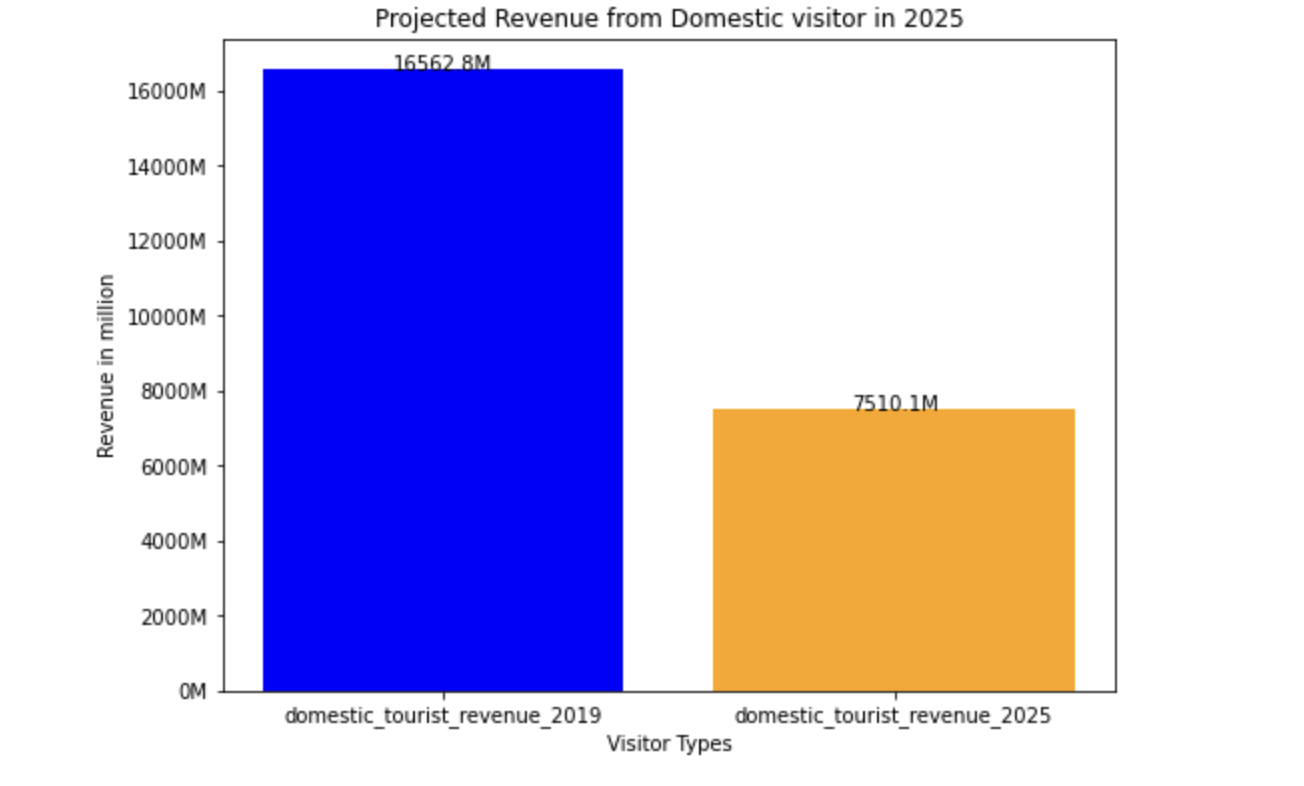 Projected Revenue from Domestic visitor in 2025
16562.8M
16000M
14000M
12000M
10000M
8000M
7510.1M
6000M
4000M
2000M
0M
Revenue in million
domestic_tourist_revenue_2019 domestic_tourist_revenue_2025
Visitor Types